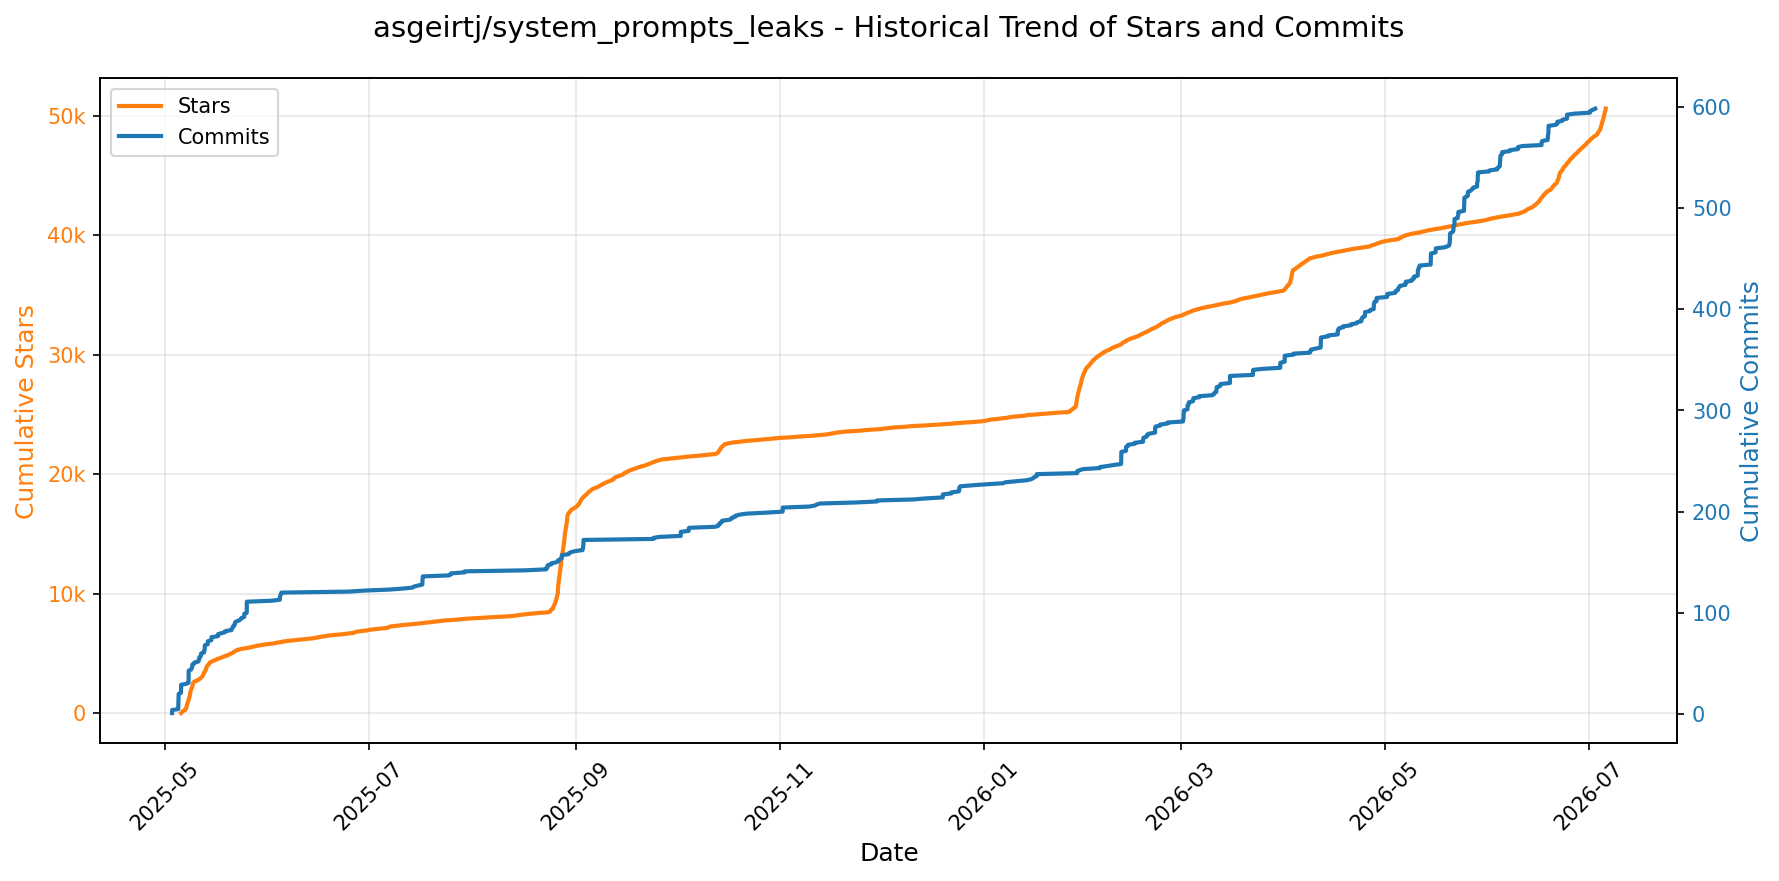 asgeirtj/system_prompts_leaks - Historical Trend of Stars and Commits
Stars
Commits
Cumulative Stars
50k
40k
30k
20k
10k
0
Cumulative Commits
600
500
400
300
200
100
0
2025-05
2025-07
2025-09
2025-11
2026-01
2026-03
2026-05
2026-07
Date